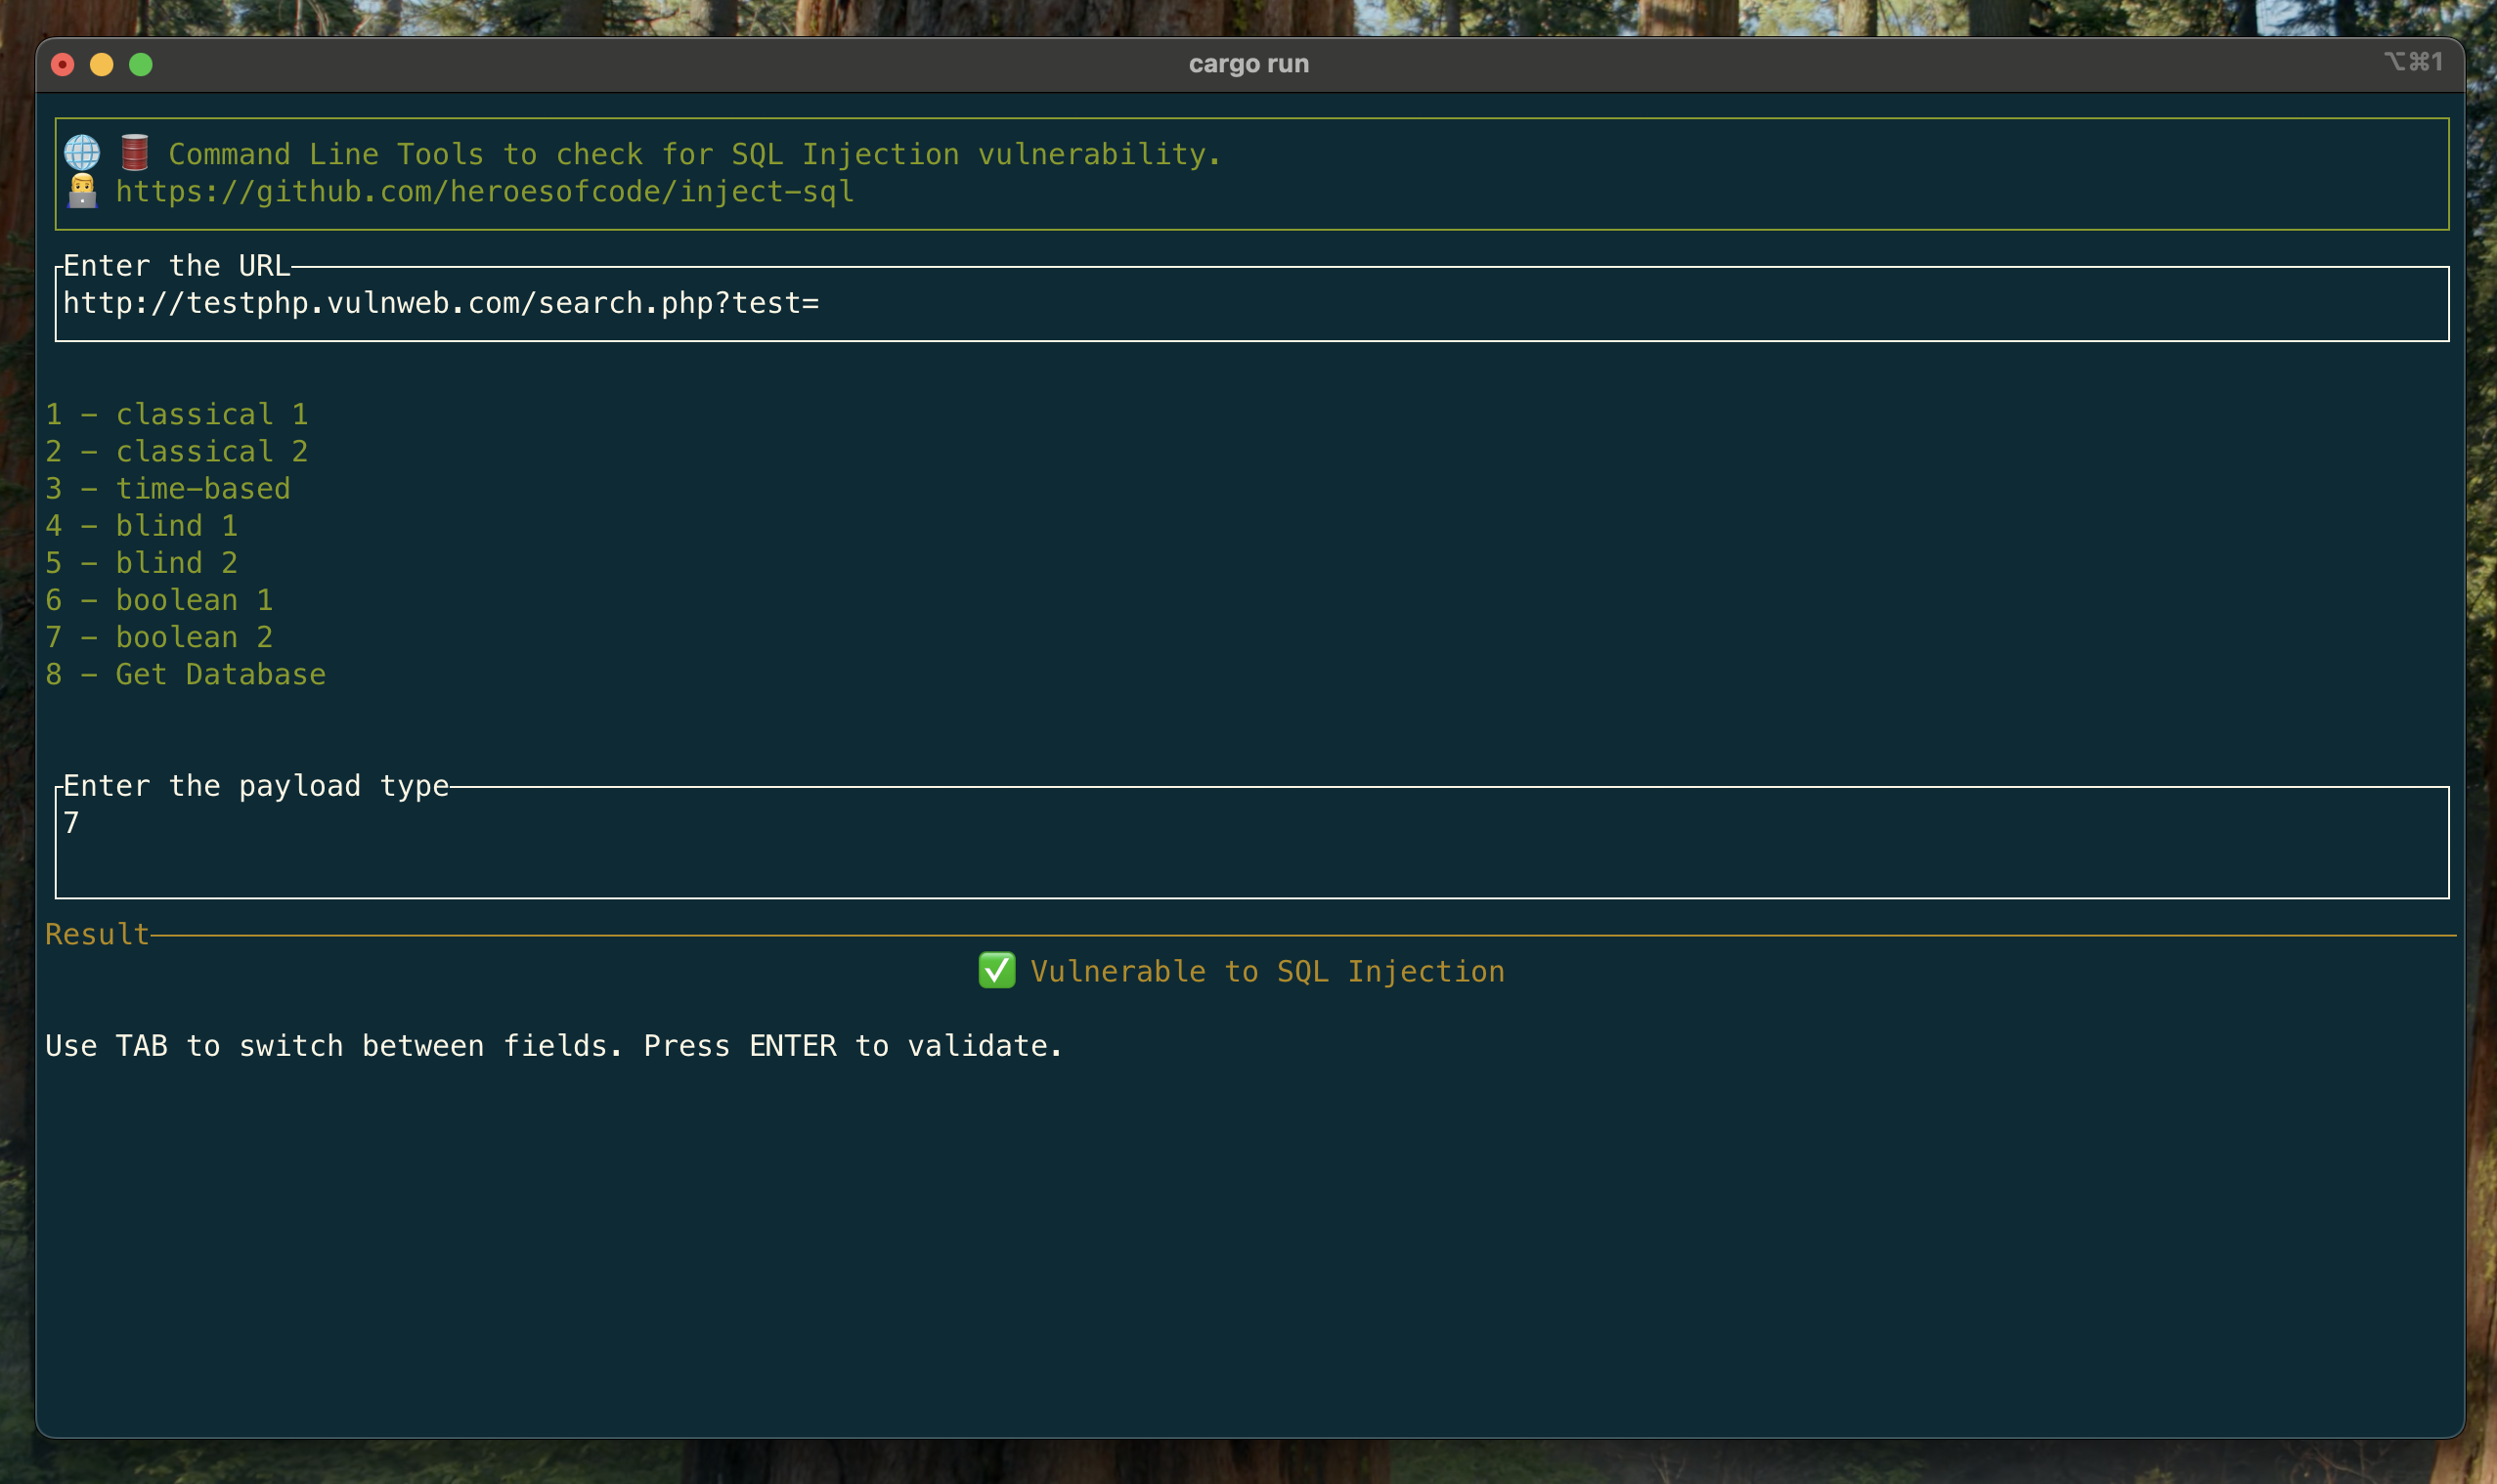 cargo run
⌥⌘1
🌐 🛢️ Command Line Tools to check for SQL Injection vulnerability.
👨‍💻 https://github.com/heroesofcode/inject-sql
Enter the URL
http://testphp.vulnweb.com/search.php?test=
1 - classical 1
2 - classical 2
3 - time-based
4 - blind 1
5 - blind 2
6 - boolean 1
7 - boolean 2
8 - Get Database
Enter the payload type
7
Result
✅ Vulnerable to SQL Injection
Use TAB to switch between fields. Press ENTER to validate.